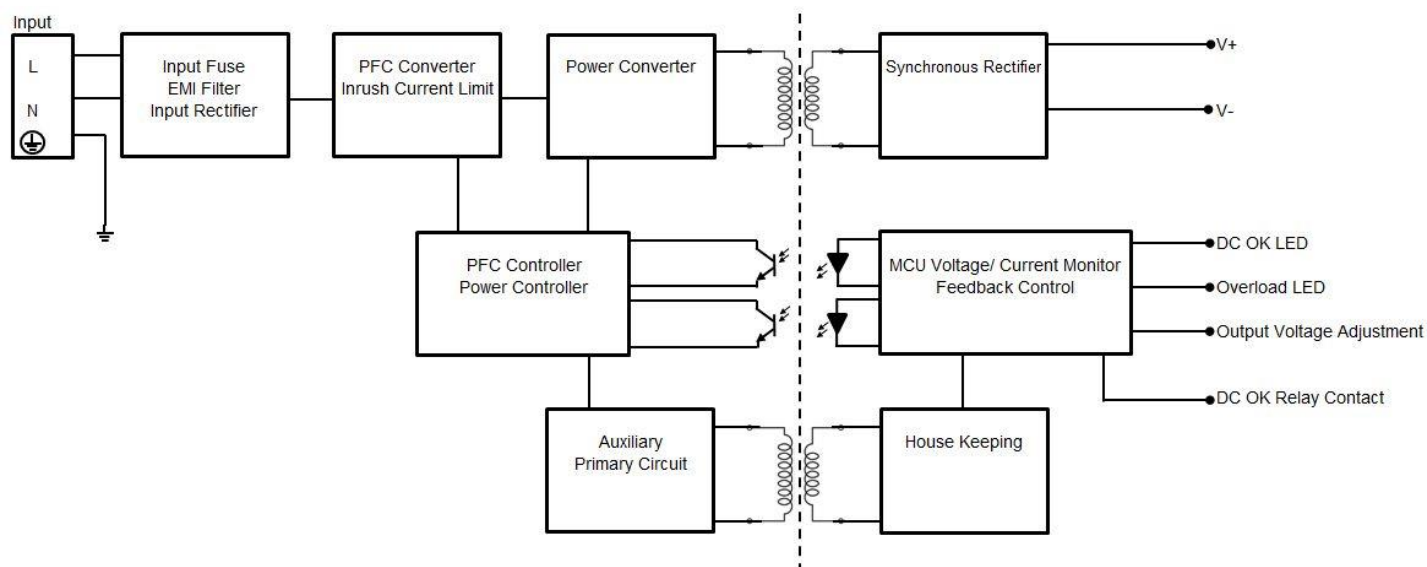 Input
L
N
Input Fuse
EMI Filter
Input Rectifier
PFC Converter
Inrush Current Limit
Power Converter
Synchronous Rectifier
V+
V-
PFC Controller
Power Controller
MCU Voltage/ Current Monitor
Feedback Control
DC OK LED
Overload LED
Output Voltage Adjustment
DC OK Relay Contact
Auxiliary
Primary Circuit
House Keeping